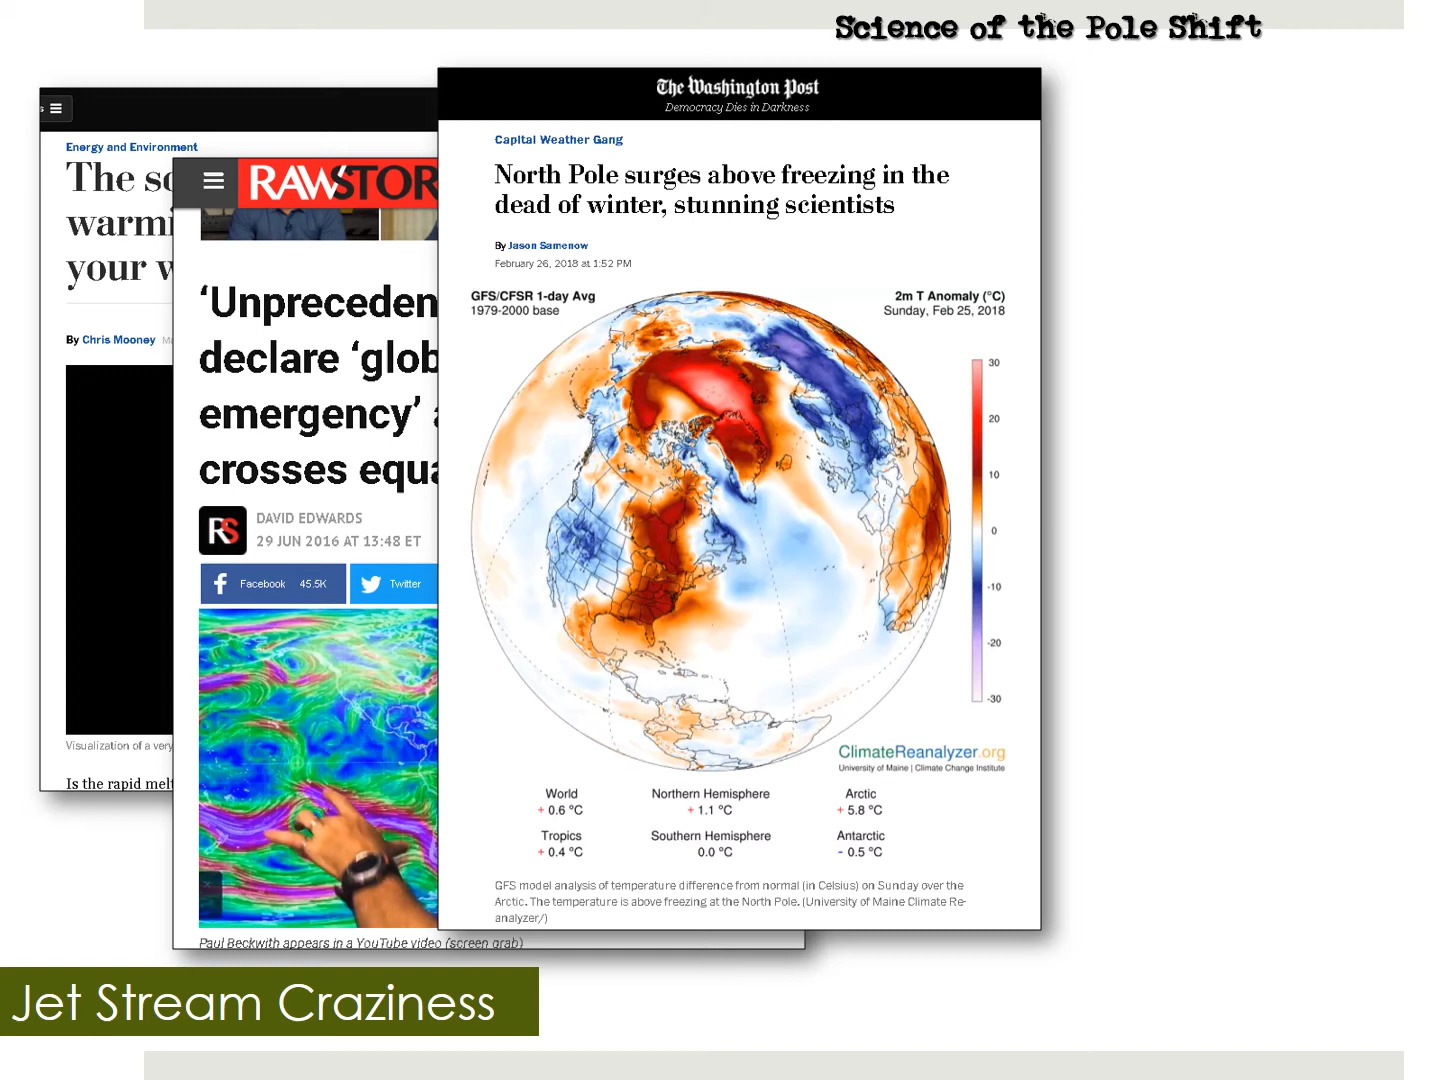 Science of the Pole Shift
Energy and Environment
The
warmi
your
By Chris Mooney
Visualization of a very
Is the rapid melt
RAWSTOR
‘Unpreceden
declare ‘glob
emergency’
crosses equa
RS
DAVID EDWARDS
29 JUN 2016 AT 13:48 ET
Facebook 45.5K
Twitter
Paul Beckwith appears in a YouTube video (screen grab)
The Washington Post
Democracy Dies in Darkness
Capital Weather Gang
North Pole surges above freezing in the
dead of winter, stunning scientists
By Jason Samenow
February 26, 2018 at 1:52 PM
GFS/CFSR 1-day Avg
1979-2000 base
2m T Anomaly (°C)
Sunday, Feb 25, 2018
30
20
10
0
-10
-20
-30
ClimateReanalyzer.org
University of Maine | Climate Change Institute
World
+ 0.6 °C
Northern Hemisphere
+ 1.1 °C
Arctic
+ 5.8 °C
Tropics
+ 0.4 °C
Southern Hemisphere
0.0 °C
Antarctic
- 0.5 °C
GFS model analysis of temperature difference from normal (in Celsius) on Sunday over the
Arctic. The temperature is above freezing at the North Pole. (University of Maine Climate Re-
analyzer/)
Jet Stream Craziness